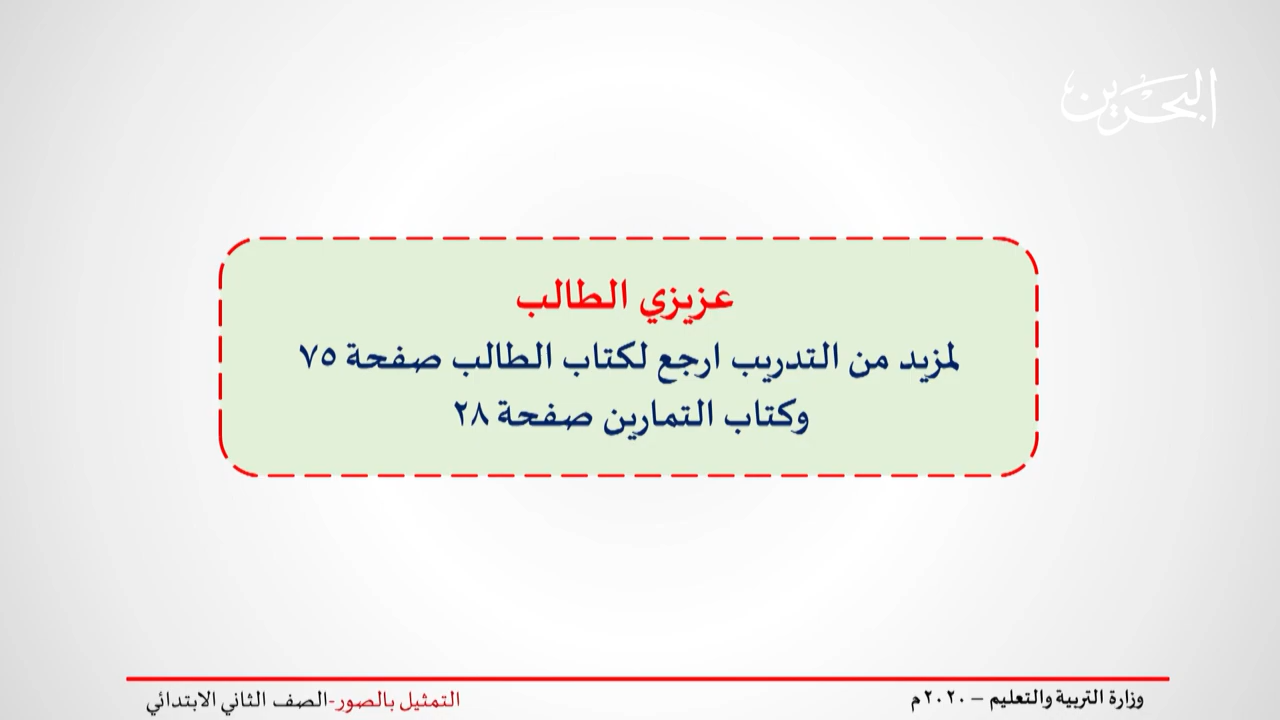 البحرين
عزيزي الطالب
لمزيد من التدريب ارجع لكتاب الطالب صفحة ٧٥
وكتاب التمارين صفحة ٢٨
وزارة التربية والتعليم – ٢٠٢٠م
التمثيل بالصور-الصف الثاني الابتدائي